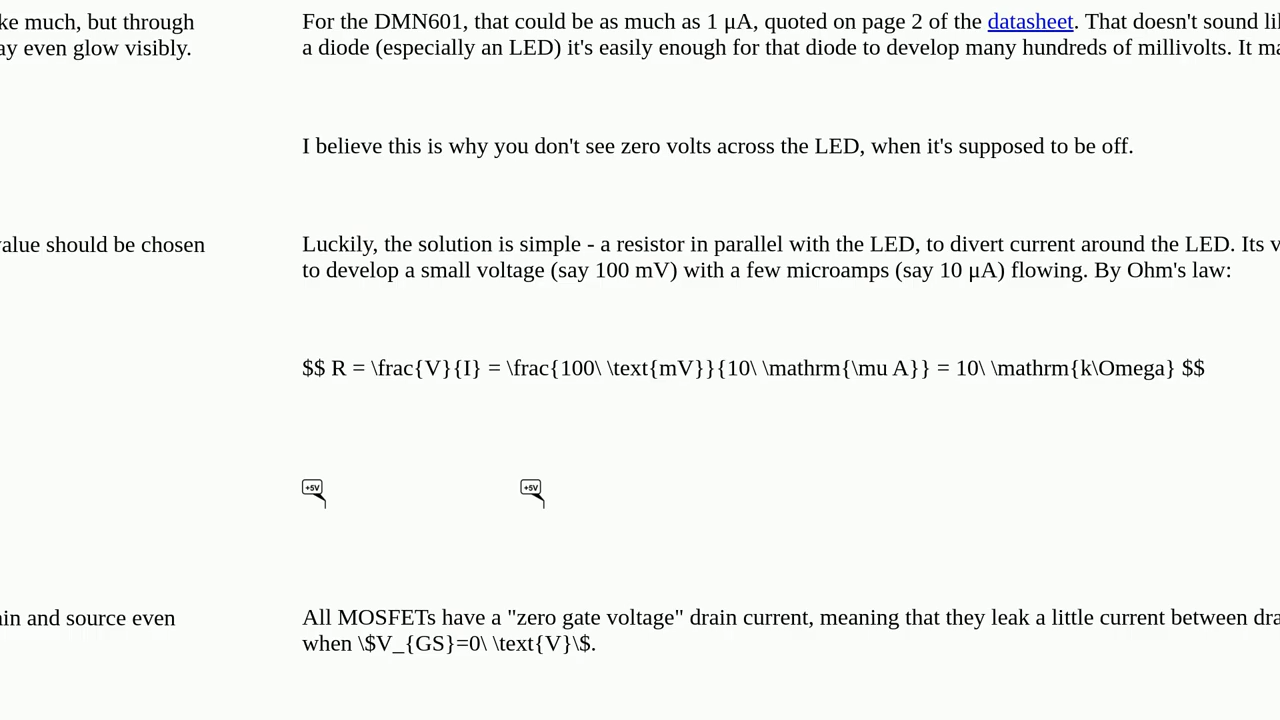 ke much, but through
ay even glow visibly.
value should be chosen
ain and source even
For the DMN601, that could be as much as 1 μA, quoted on page 2 of the datasheet. That doesn't sound li
a diode (especially an LED) it's easily enough for that diode to develop many hundreds of millivolts. It ma
I believe this is why you don't see zero volts across the LED, when it's supposed to be off.
Luckily, the solution is simple - a resistor in parallel with the LED, to divert current around the LED. Its v
to develop a small voltage (say 100 mV) with a few microamps (say 10 μA) flowing. By Ohm's law:
$$ R = \frac{V}{I} = \frac{100\ \text{mV}}{10\ \mathrm{\mu A}} = 10\ \mathrm{k\Omega} $$
+5V +5V
All MOSFETs have a "zero gate voltage" drain current, meaning that they leak a little current between dra
when \$V_{GS}=0\ \text{V}\$.